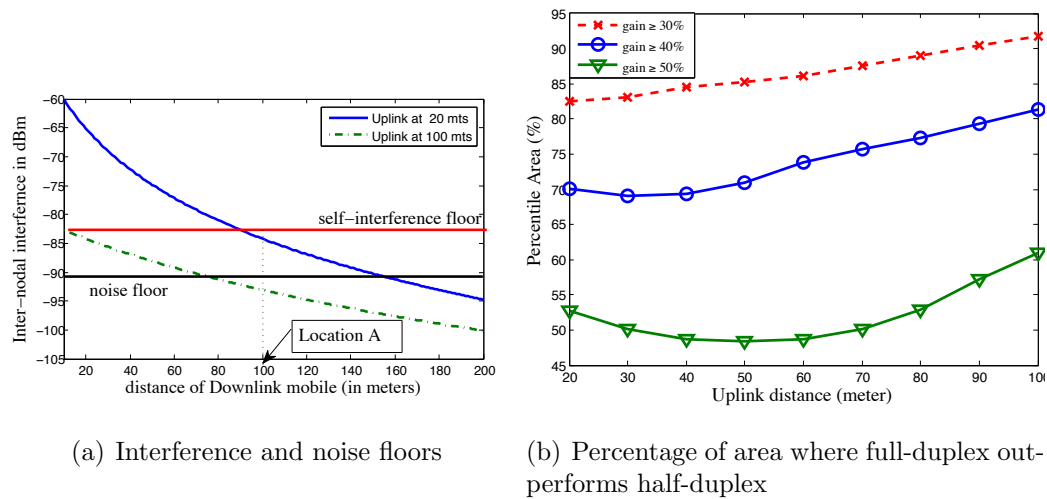 -60
-65
-70
-75
-80
-85
-90
-95
-100
-105
Inter-nodal interfernce in dBm
Uplink at 20 mts
Uplink at 100 mts
self-interference floor
noise floor
Location A
20 40 60 80 100 120 140 160 180 200
distance of Downlink mobile (in meters)
(a) Interference and noise floors
95
90
85
80
75
70
65
60
55
50
45
Percentile Area (%)
gain ≥ 30%
gain ≥ 40%
gain ≥ 50%
20 30 40 50 60 70 80 90 100
Uplink distance (meter)
(b) Percentage of area where full-duplex out-
performs half-duplex